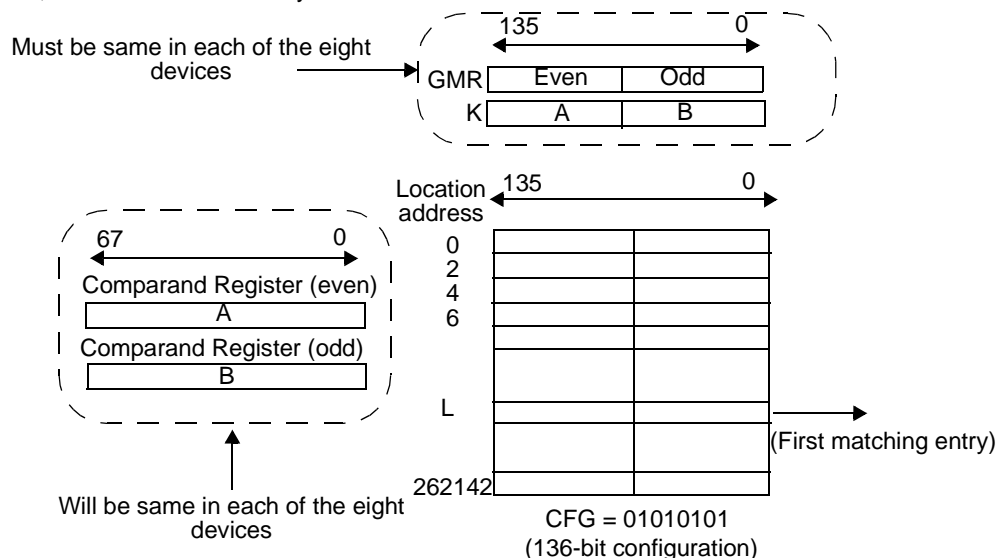 135 0
Must be same in each of the eight
devices
GMR Even Odd
K A B
Location
address
135 0
67 0
Comparand Register (even)
A
Comparand Register (odd)
B
0
2
4
6
L
(First matching entry)
262142
Will be same in each of the eight
devices
CFG = 01010101
(136-bit configuration)